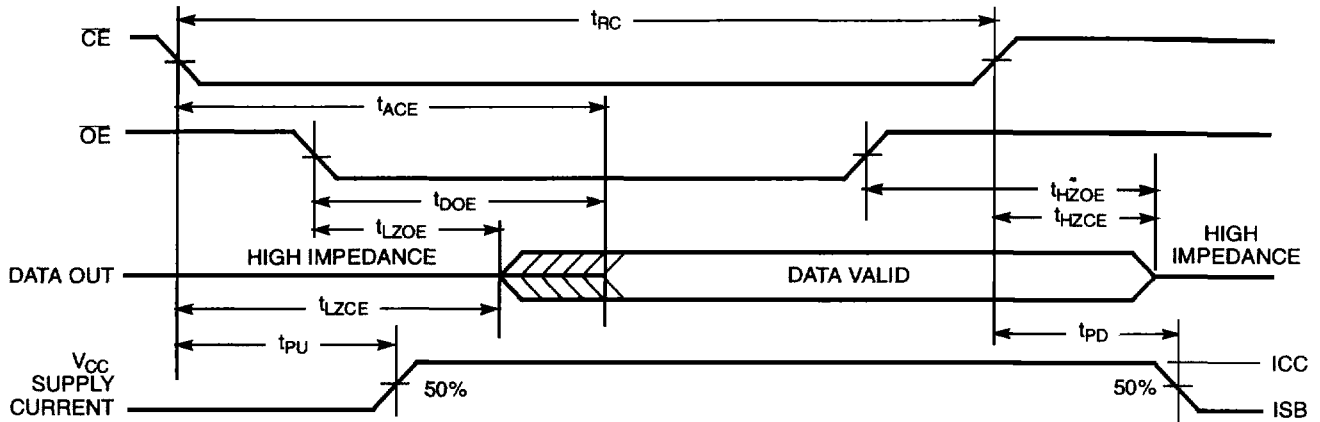 tRC
CE
tACE
OE
tHZOE
tDOE
tHZCE
tLZOE
HIGH IMPEDANCE
HIGH IMPEDANCE
DATA OUT
DATA VALID
tLZCE
tPU
tPD
VCC SUPPLY CURRENT
50%
50%
ICC
ISB